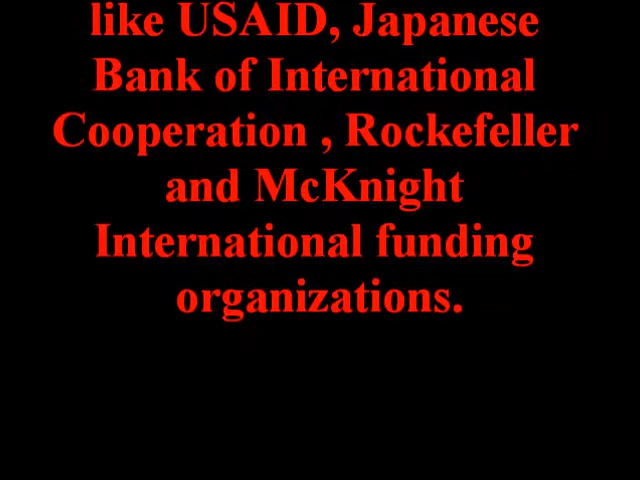 like USAID, Japanese
Bank of International
Cooperation , Rockefeller
and McKnight
International funding
organizations.